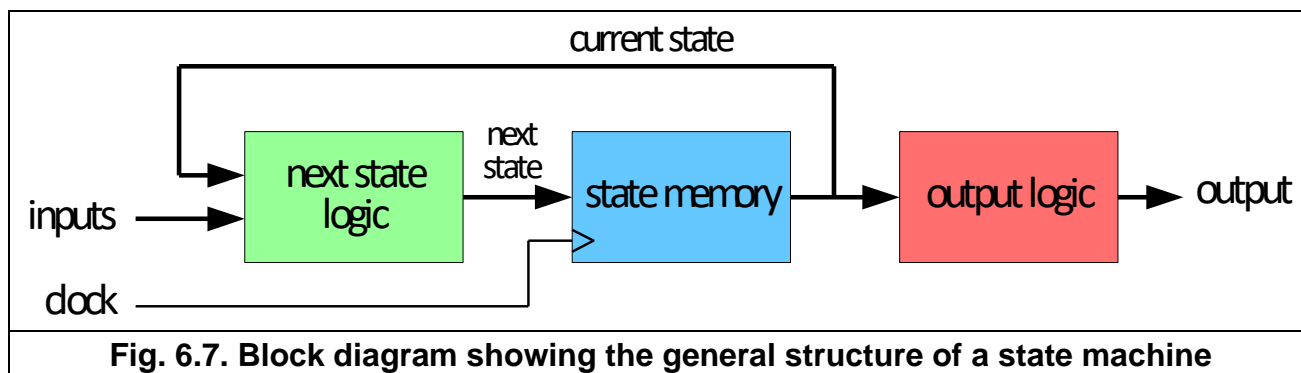 current state
next
state
next state
logic
state memory
output logic
output
inputs
clock
Fig. 6.7. Block diagram showing the general structure of a state machine